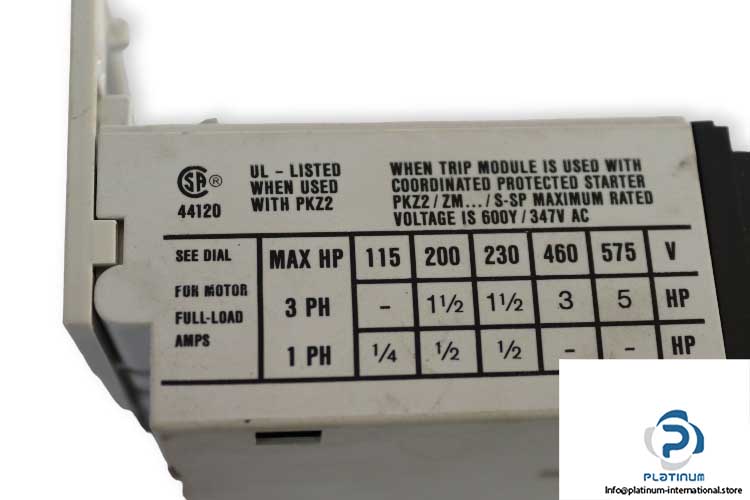 SA ®
44120
UL - LISTED
WHEN USED
WITH PKZ2
WHEN TRIP MODULE IS USED WITH
COORDINATED PROTECTED STARTER
PKZ2/ZM.../S-SP MAXIMUM RATED
VOLTAGE IS 600Y/347V AC
SEE DIAL
FOR MOTOR
FULL-LOAD
AMPS
MAX HP 115 200 230 460 575 V
3 PH - 1½ 1½ 3 5 HP
1 PH ¼ ½ ½ - - HP
PLATINUM
Info@platinum-international.store